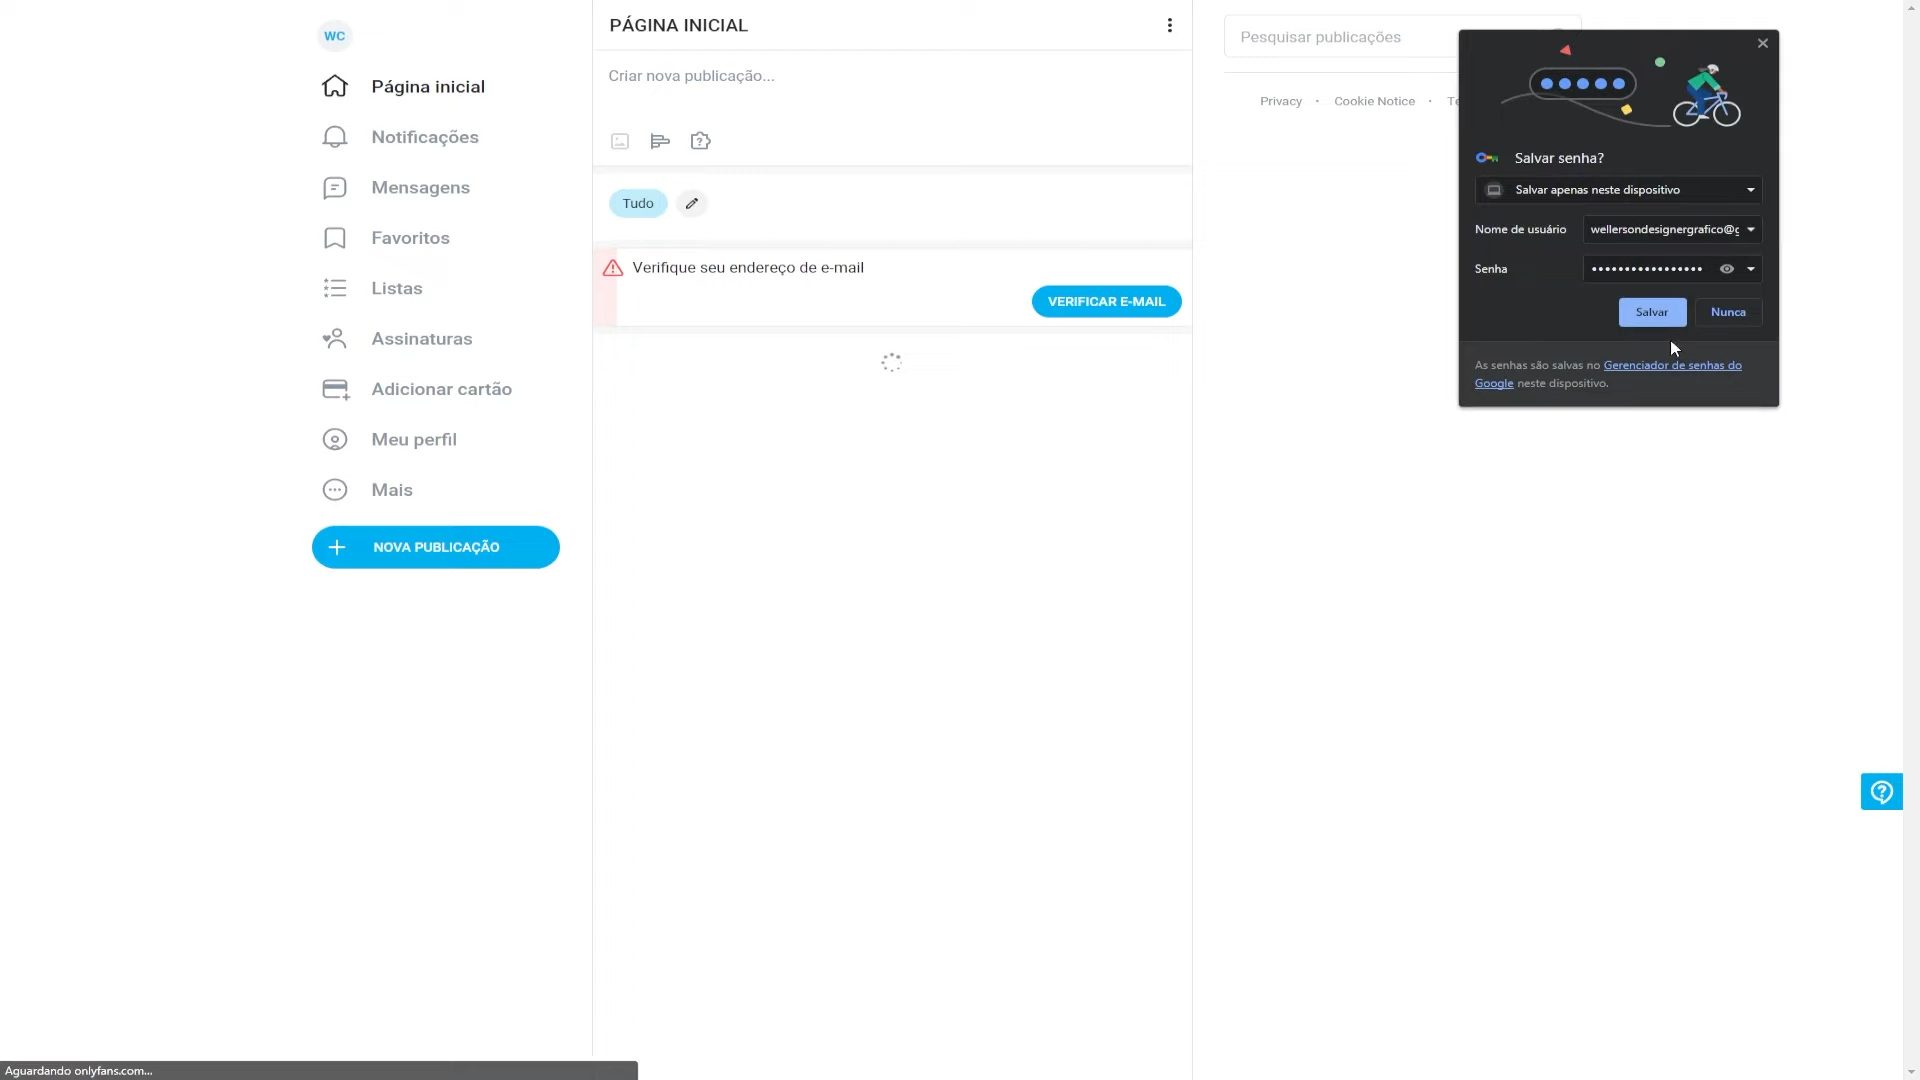 WC
Página inicial
Notificações
Mensagens
Favoritos
Listas
Assinaturas
Adicionar cartão
Meu perfil
Mais
NOVA PUBLICAÇÃO
PÁGINA INICIAL
Criar nova publicação...
Tudo
Verifique seu endereço de e-mail
VERIFICAR E-MAIL
Pesquisar publicações
Privacy · Cookie Notice ·
Salvar senha?
Salvar apenas neste dispositivo
Nome de usuário wellersondesignergrafico@g
Senha
Salvar Nunca
As senhas são salvas no Gerenciador de senhas do
Google neste dispositivo.
Aguardando onlyfans.com...